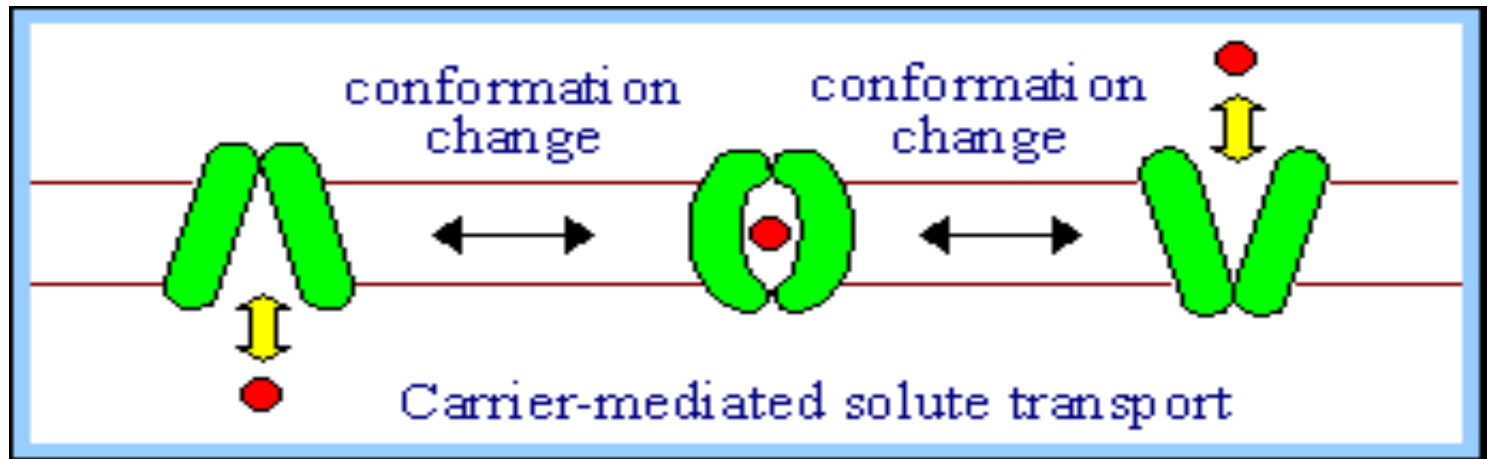 conformation
change
conformation
change
Carrier-mediated solute transport